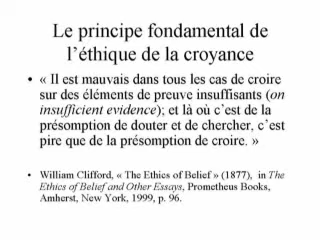 Le principe fondamental de
l'éthique de la croyance
• « Il est mauvais dans tous les cas de croire
sur des éléments de preuve insuffisants (on
insufficient evidence); et là où c'est de la
présomption de douter et de chercher, c'est
pire que de la présomption de croire. »
• William Clifford, « The Ethics of Belief » (1877),  in The
Ethics of Belief and Other Essays, Prometheus Books,
Amherst, New York, 1999, p. 96.